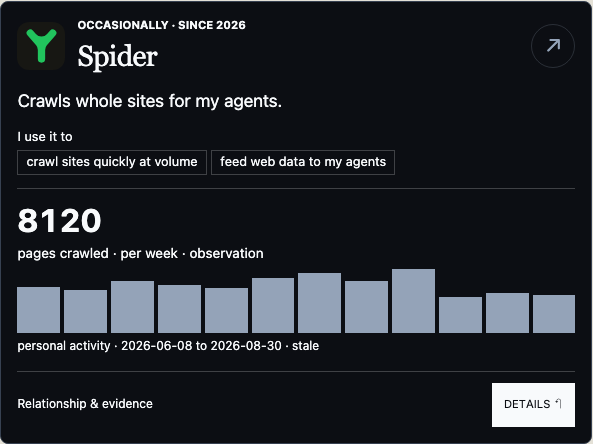 OCCASIONALLY · SINCE 2026
Spider
Crawls whole sites for my agents.
I use it to
crawl sites quickly at volume
feed web data to my agents
8120
pages crawled · per week · observation
personal activity · 2026-06-08 to 2026-08-30 · stale
Relationship & evidence
DETAILS